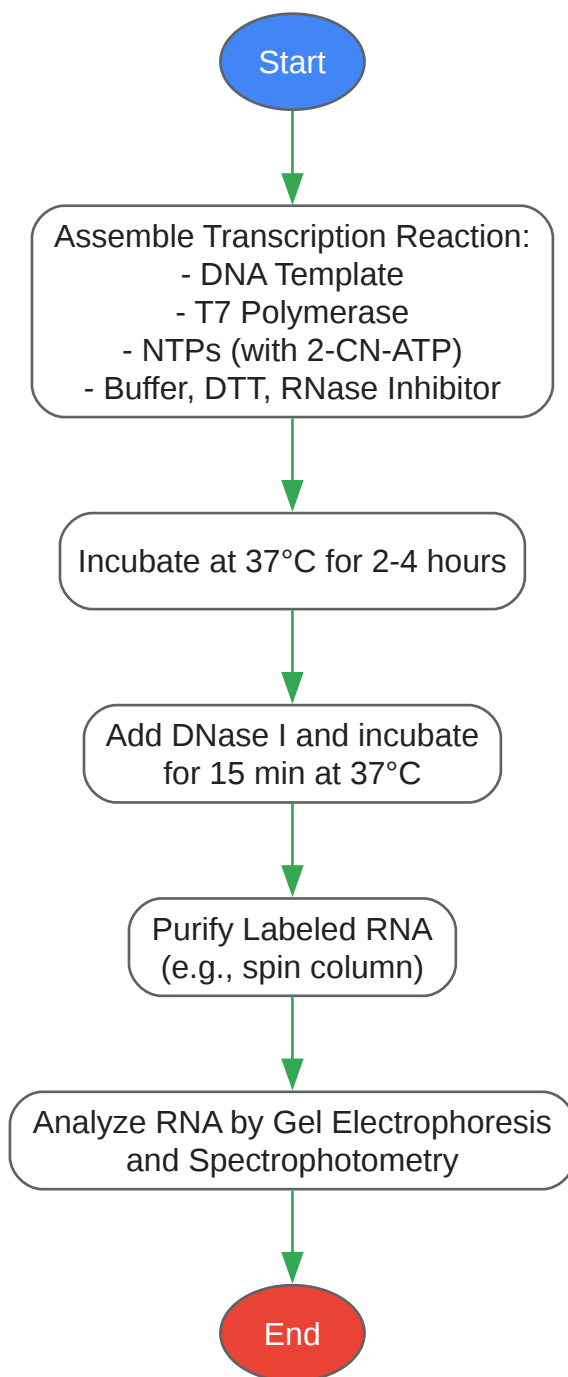 Start
Assemble Transcription Reaction:
- DNA Template
- T7 Polymerase
- NTPs (with 2-CN-ATP)
- Buffer, DTT, RNase Inhibitor
Incubate at 37°C for 2-4 hours
Add DNase I and incubate
for 15 min at 37°C
Purify Labeled RNA
(e.g., spin column)
Analyze RNA by Gel Electrophoresis
and Spectrophotometry
End